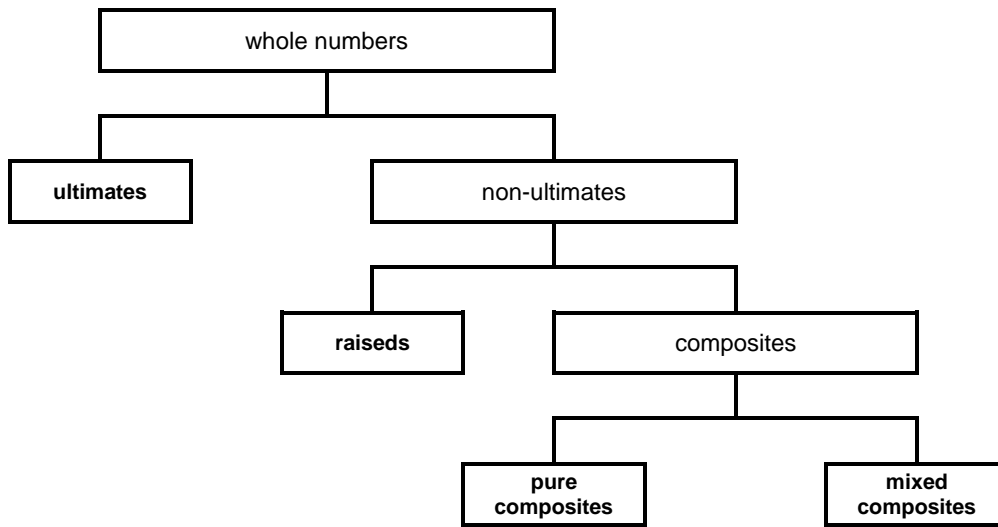 whole numbers
ultimates
non-ultimates
raiseds
composites
pure
composites
mixed
composites